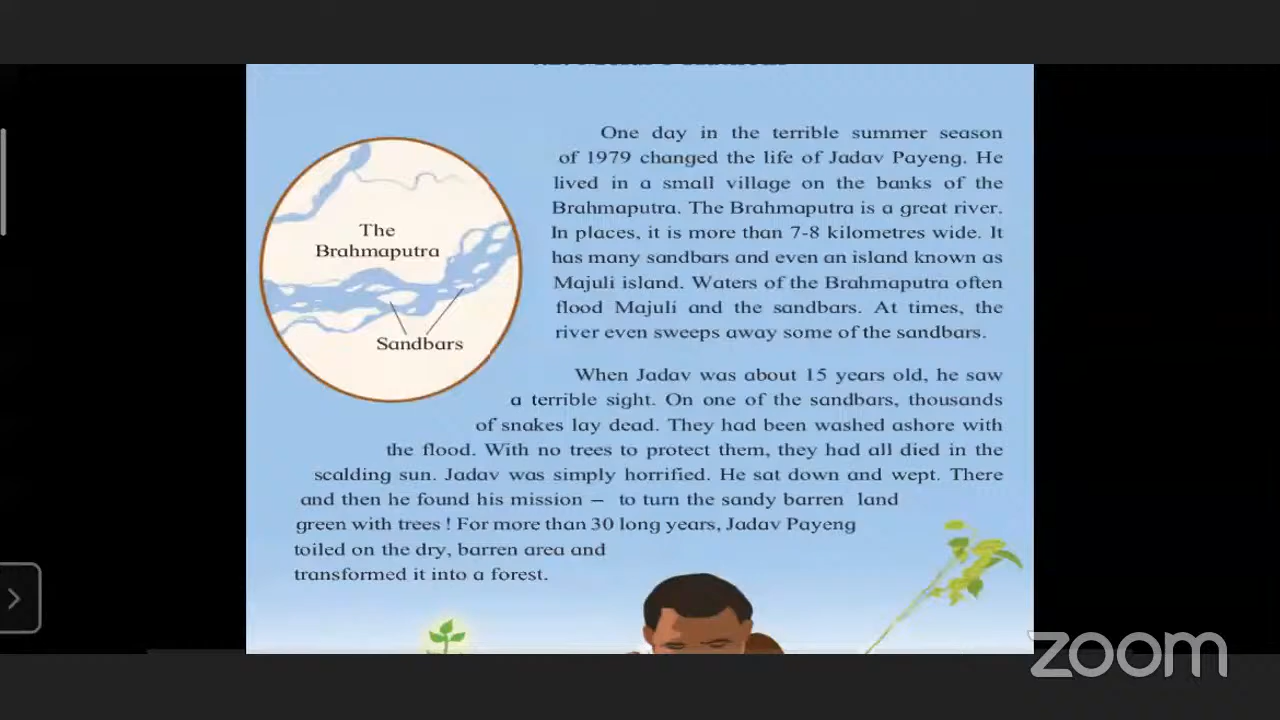 One day in the terrible summer season
of 1979 changed the life of Jadav Payeng. He
lived in a small village on the banks of the
Brahmaputra. The Brahmaputra is a great river.
In places, it is more than 7-8 kilometres wide. It
has many sandbars and even an island known as
Majuli island. Waters of the Brahmaputra often
flood Majuli and the sandbars. At times, the
river even sweeps away some of the sandbars.
The
Brahmaputra
Sandbars
When Jadav was about 15 years old, he saw
a terrible sight. On one of the sandbars, thousands
of snakes lay dead. They had been washed ashore with
the flood. With no trees to protect them, they had all died in the
scalding sun. Jadav was simply horrified. He sat down and wept. There
and then he found his mission – to turn the sandy barren land
green with trees ! For more than 30 long years, Jadav Payeng
toiled on the dry, barren area and
transformed it into a forest.
zoom